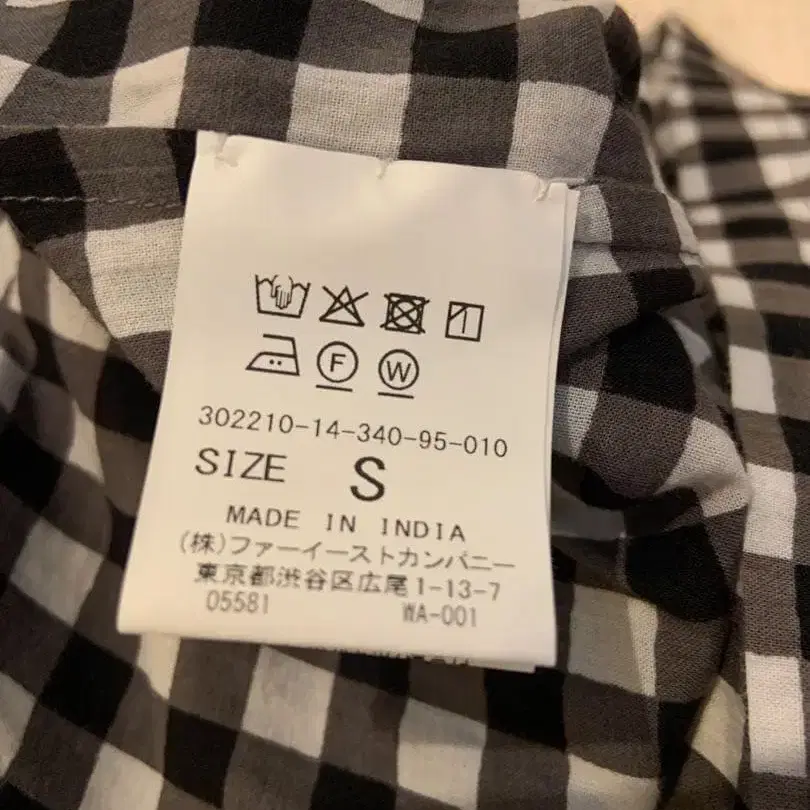 F W
302210-14-340-95-010
SIZE S
MADE IN INDIA
(株)ファーイーストカンパニー
東京都渋谷区広尾1-13-7
05581 WA-001